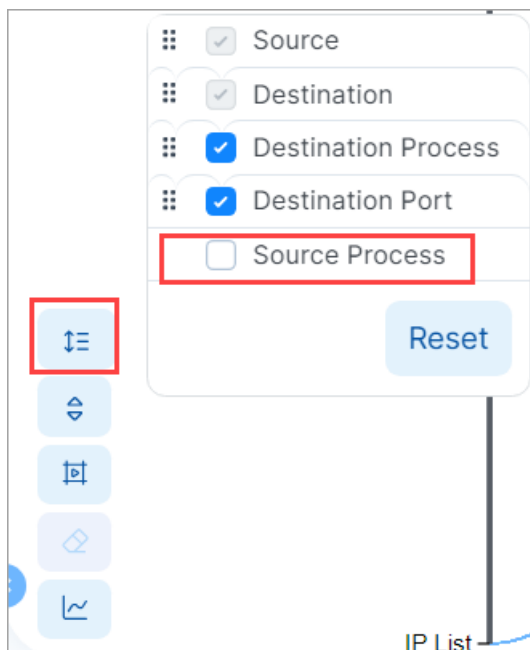 Source
Destination
Destination Process
Destination Port
Source Process
Reset
IP List